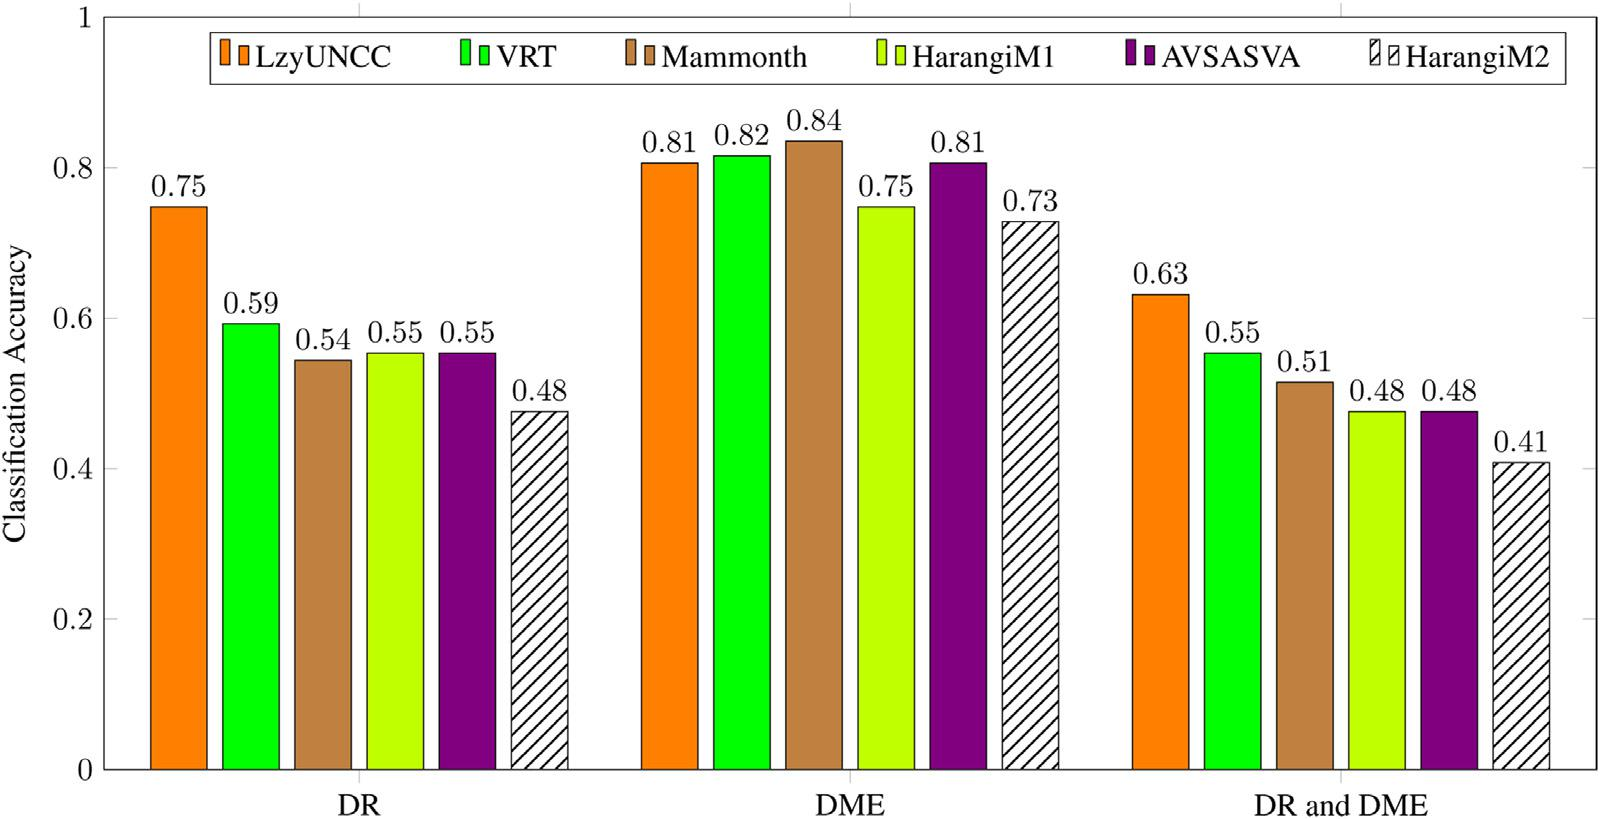 LzyUNCC VRT Mammonth HarangiM1 AVSASVA HarangiM2
1
0.8
0.6
0.4
0.2
0
Classification Accuracy
0.75 0.59 0.54 0.55 0.55 0.48
0.81 0.82 0.84 0.75 0.81 0.73
0.63 0.55 0.51 0.48 0.48 0.41
DR DME DR and DME